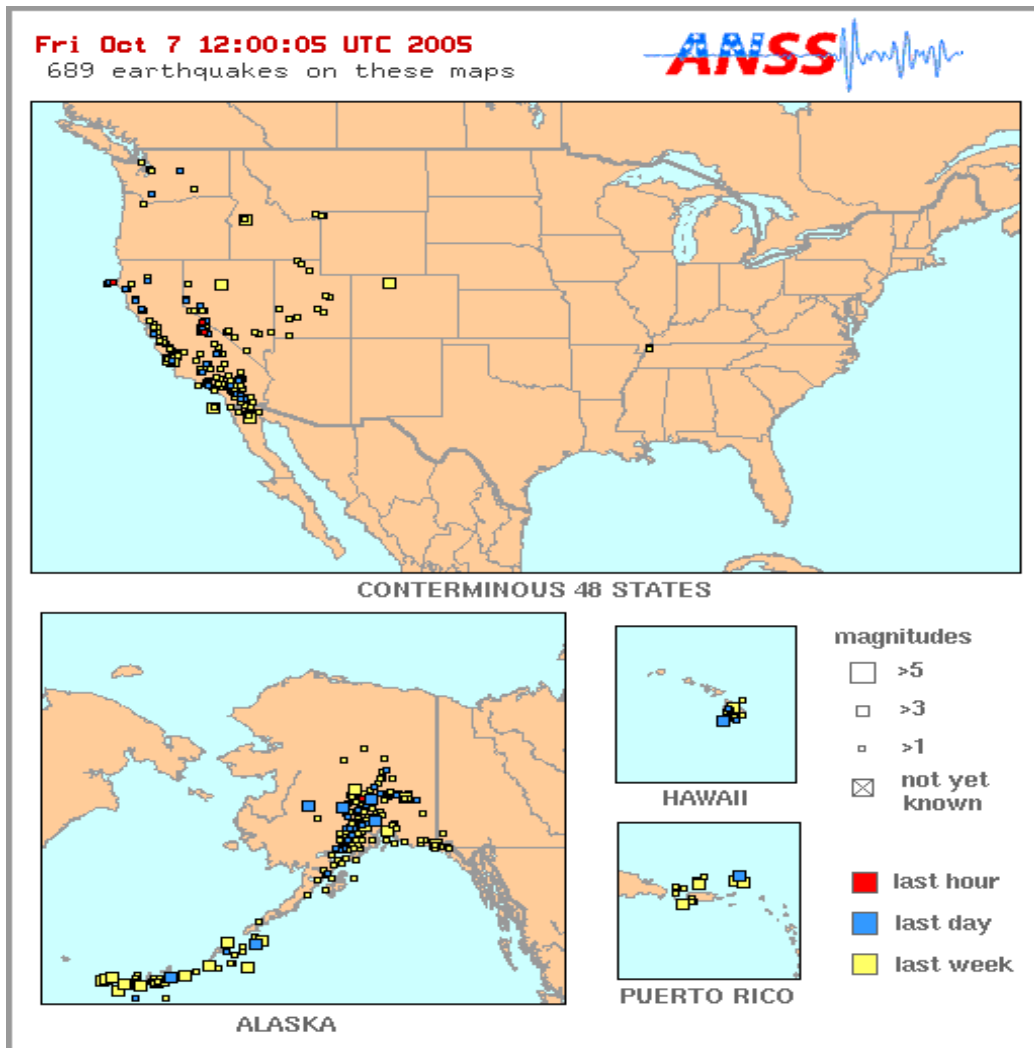 Fri Oct 7 12:00:05 UTC 2005
689 earthquakes on these maps
ANSS
CONTERMINOUS 48 STATES
ALASKA
HAWAII
PUERTO RICO
magnitudes
>5
>3
>1
not yet
known
last hour
last day
last week